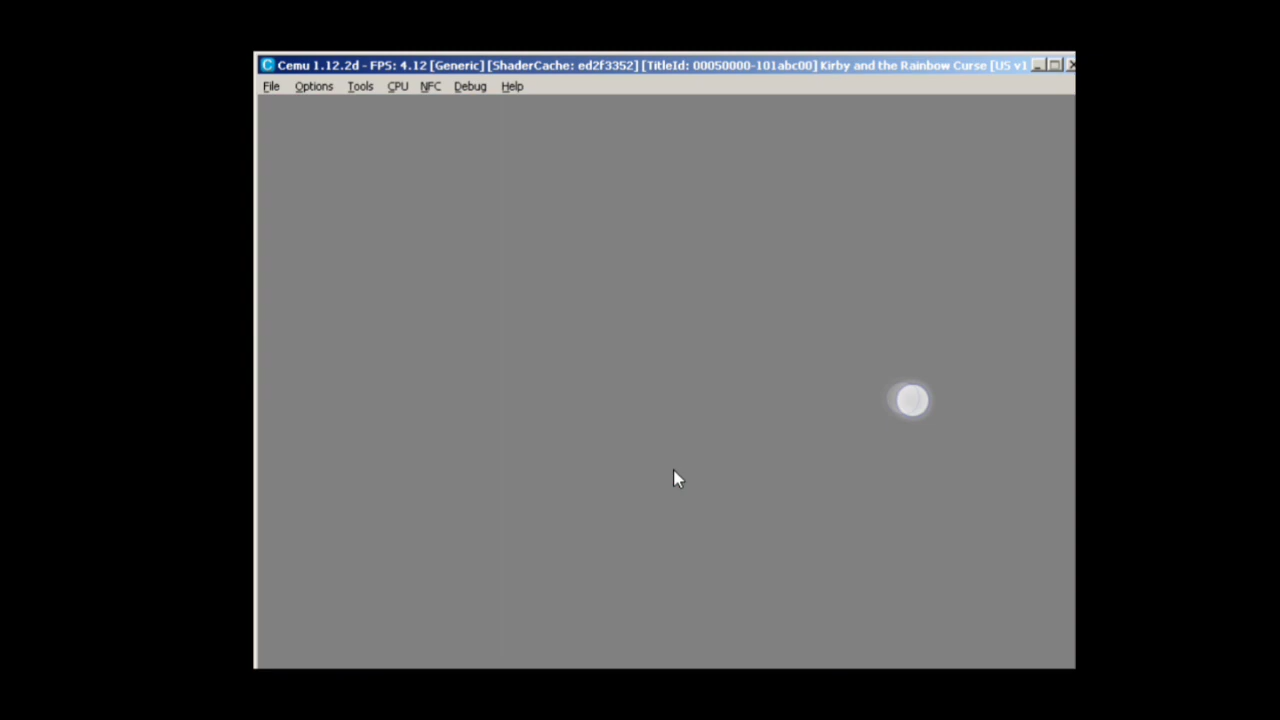 Cemu 1.12.2d - FPS: 4.12 [Generic] [ShaderCache: ed2f3352] [TitleId: 00050000-101abc00] Kirby and the Rainbow Curse [US v1
File Options Tools CPU NFC Debug Help